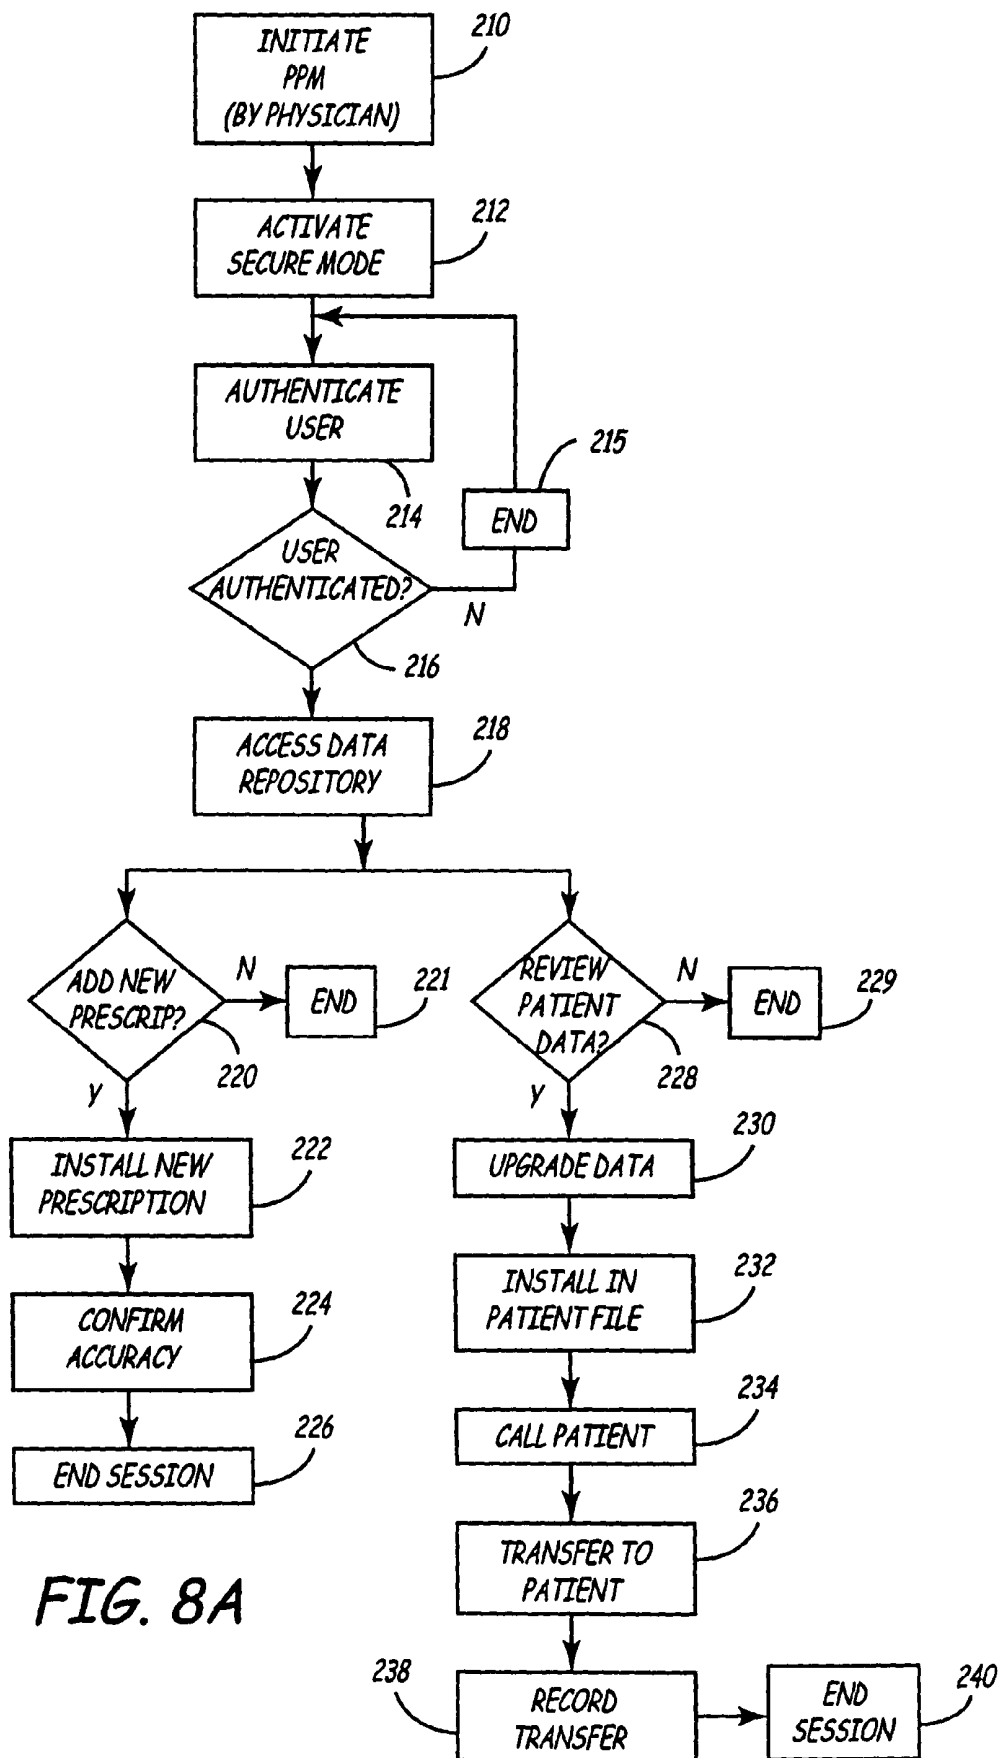 INITIATE
PPM
(BY PHYSICIAN)
210
ACTIVATE
SECURE MODE
212
AUTHENTICATE
USER
214
215
END
USER
AUTHENTICATED?
N
216
ACCESS DATA
REPOSITORY
218
ADD NEW
PRESCRIP?
N
END
221
220
Y
REVIEW
PATIENT
DATA?
N
END
229
228
Y
INSTALL NEW
PRESCRIPTION
222
CONFIRM
ACCURACY
224
END SESSION
226
UPGRADE DATA
230
INSTALL IN
PATIENT FILE
232
CALL PATIENT
234
TRANSFER TO
PATIENT
236
238
RECORD
TRANSFER
END
SESSION
240
FIG. 8A